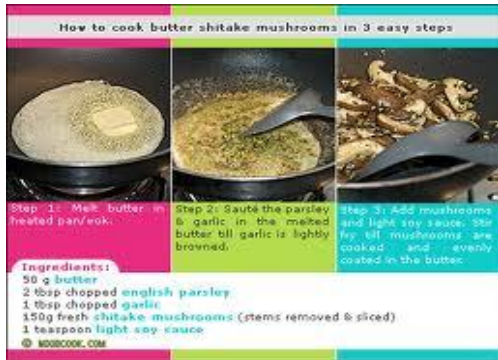 How to cook butter shitake mushrooms in 3 easy steps
Step 1: Melt butter in
heated pan/wok.
Step 2: Sauté the parsley
& garlic in the melted
butter till garlic is lightly
browned.
Step 3: Add mushrooms
and light soy sauce. Stir
fry till mushrooms are
cooked and evenly
coated in the butter.
Ingredients:
50 g butter
2 tbsp chopped english parsley
1 tbsp chopped garlic
150g fresh shitake mushrooms (stems removed & sliced)
1 teaspoon light soy sauce
© NOOBCOOK.COM